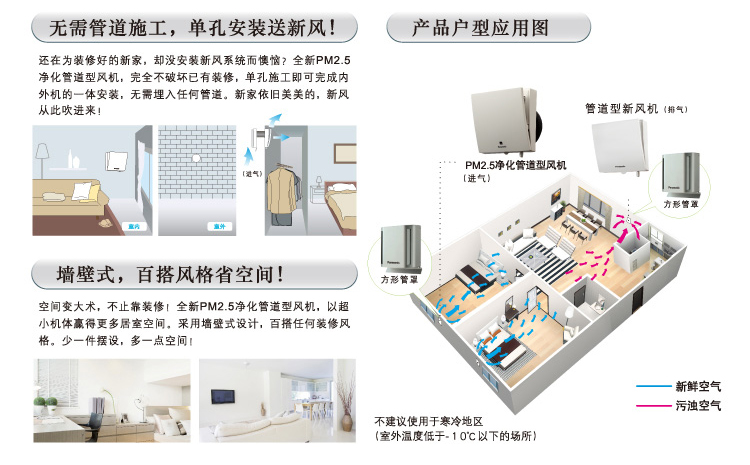 无需管道施工，单孔安装送新风！
还在为装修好的新家，却没安装新风系统而懊恼？全新PM2.5
净化管道型风机，完全不破坏已有装修，单孔施工即可完成内
外机的一体安装，无需埋入任何管道。新家依旧美美的，新风
从此吹进来！
（进气）
室内
室外
墙壁式，百搭风格省空间！
空间变大术，不止靠装修！全新PM2.5净化管道型风机，以超
小机体赢得更多居室空间。采用墙壁式设计，百搭任何装修风
格。少一件摆设，多一点空间！
产品户型应用图
管道型新风机（排气）
PM2.5净化管道型风机
（进气）
Panasonic
方形管罩
Panasonic
方形管罩
新鲜空气
污浊空气
不建议使用于寒冷地区
（室外温度低于-10℃以下的场所）